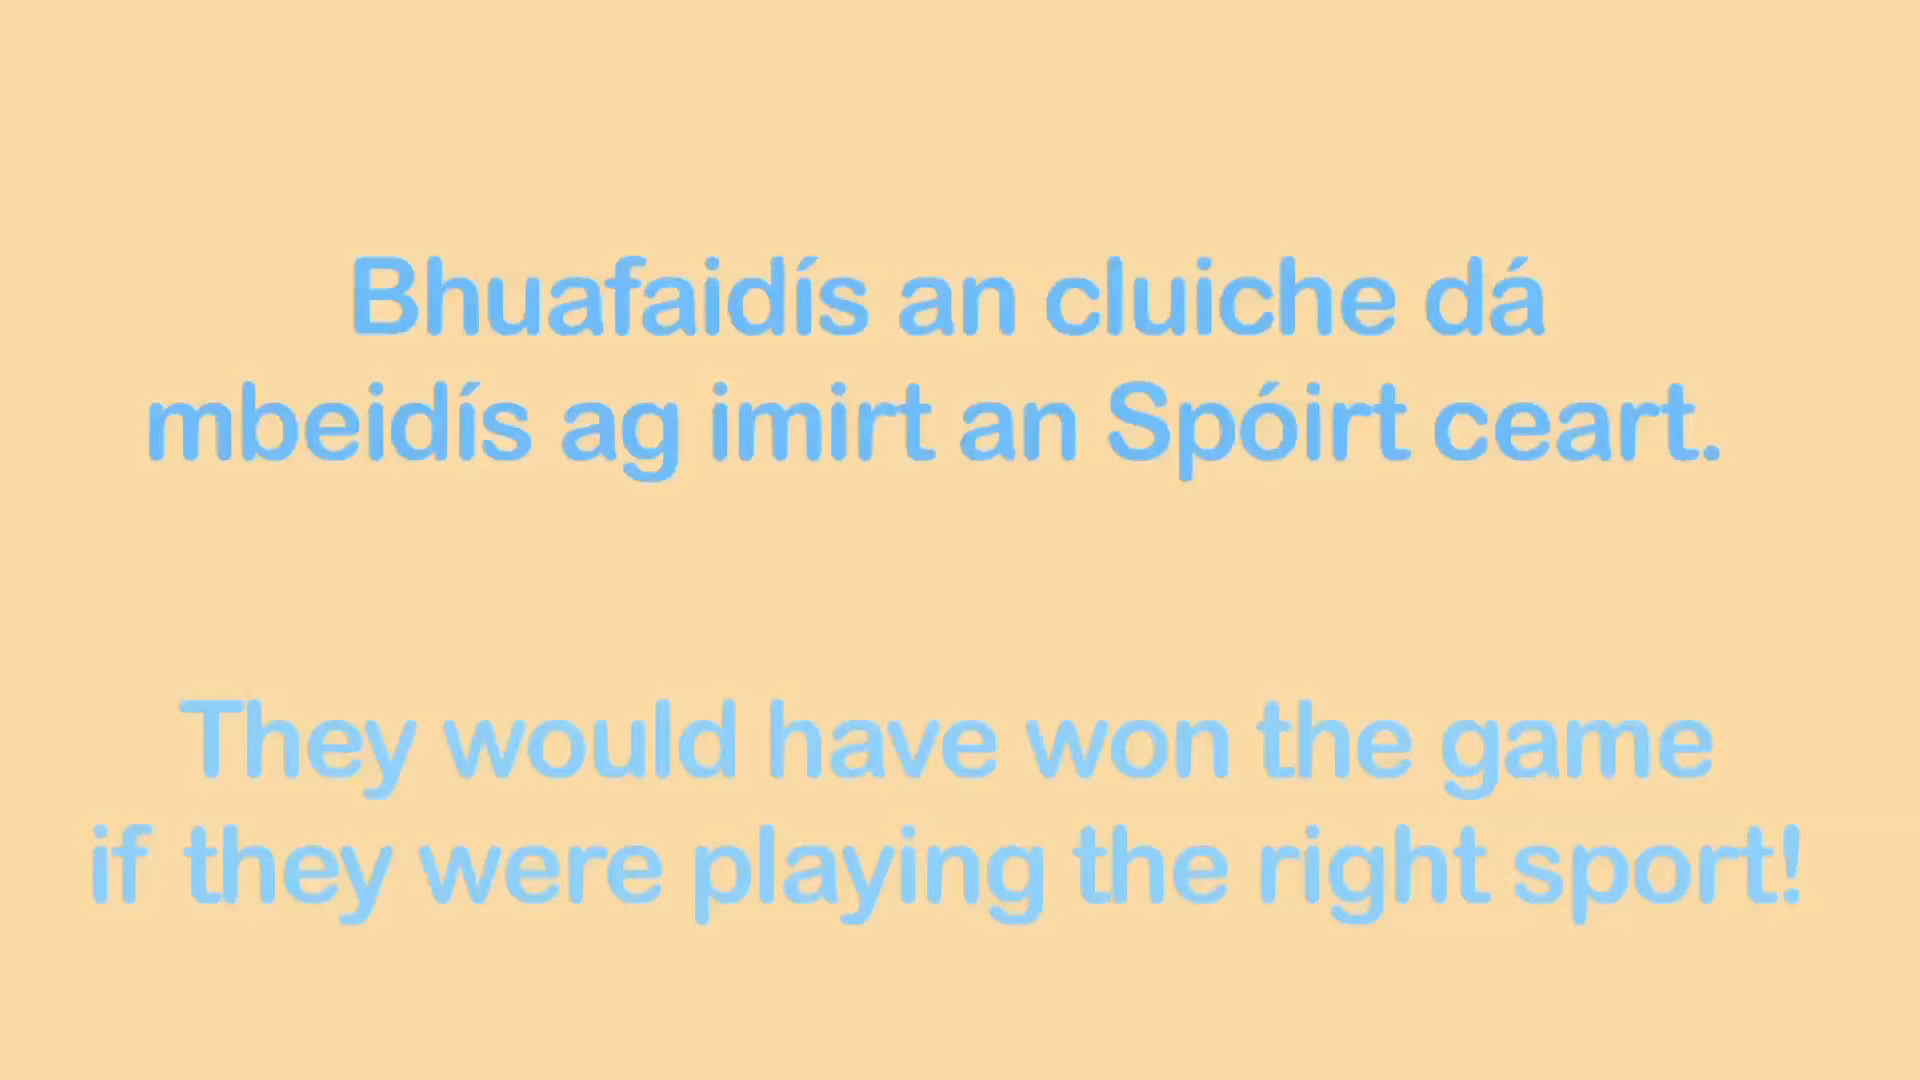 Bhuafaidís an cluiche dá
mbeidís ag imirt an Spóirt ceart.
They would have won the game
if they were playing the right sport!